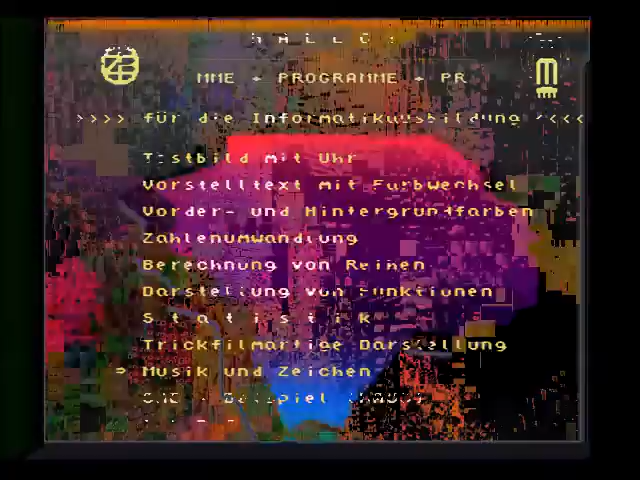 HALLO!
MME + PROGRAMME + PR
>>>> für die Informatikausbildung <<<<
Testbild mit Uhr
Vorstelltext mit Farbwechsel
Vorder- und Hintergrundfarben
Zahlenumwandlung
Berechnung von Reihen
Darstellung von Funktionen
S t a t i s t i k
Trickfilmartige Darstellung
⇒ Musik und Zeichen
Beispiel